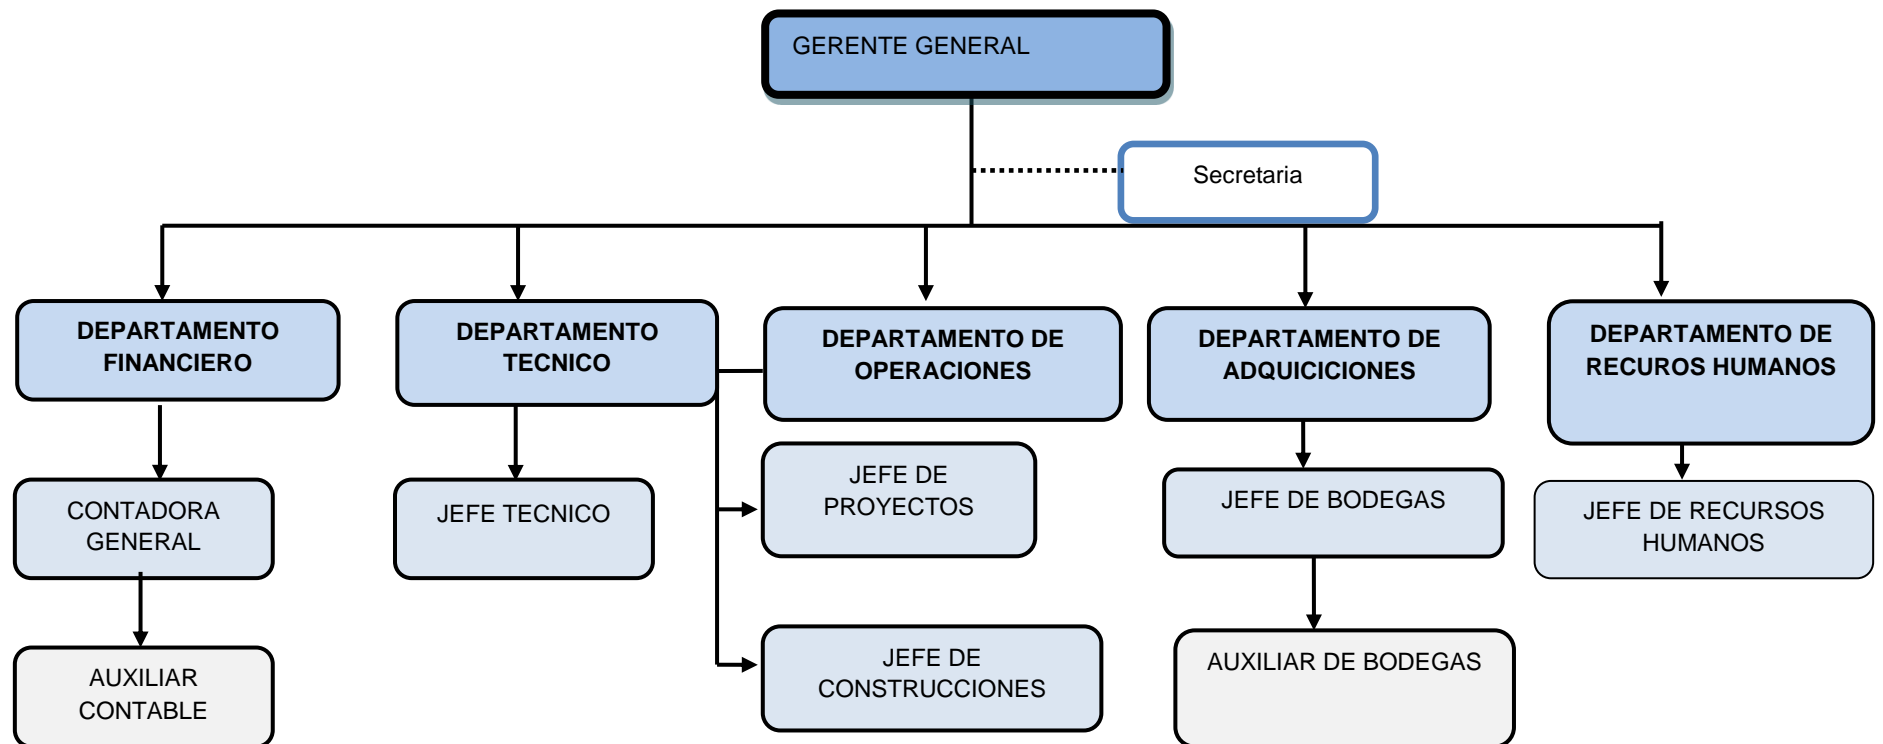 GERENTE GENERAL
Secretaria
DEPARTAMENTO
FINANCIERO
DEPARTAMENTO
TECNICO
DEPARTAMENTO DE
OPERACIONES
DEPARTAMENTO DE
ADQUICICIONES
DEPARTAMENTO DE
RECUROS HUMANOS
CONTADORA
GENERAL
JEFE TECNICO
JEFE DE
PROYECTOS
JEFE DE BODEGAS
JEFE DE RECURSOS
HUMANOS
AUXILIAR
CONTABLE
JEFE DE
CONSTRUCCIONES
AUXILIAR DE BODEGAS